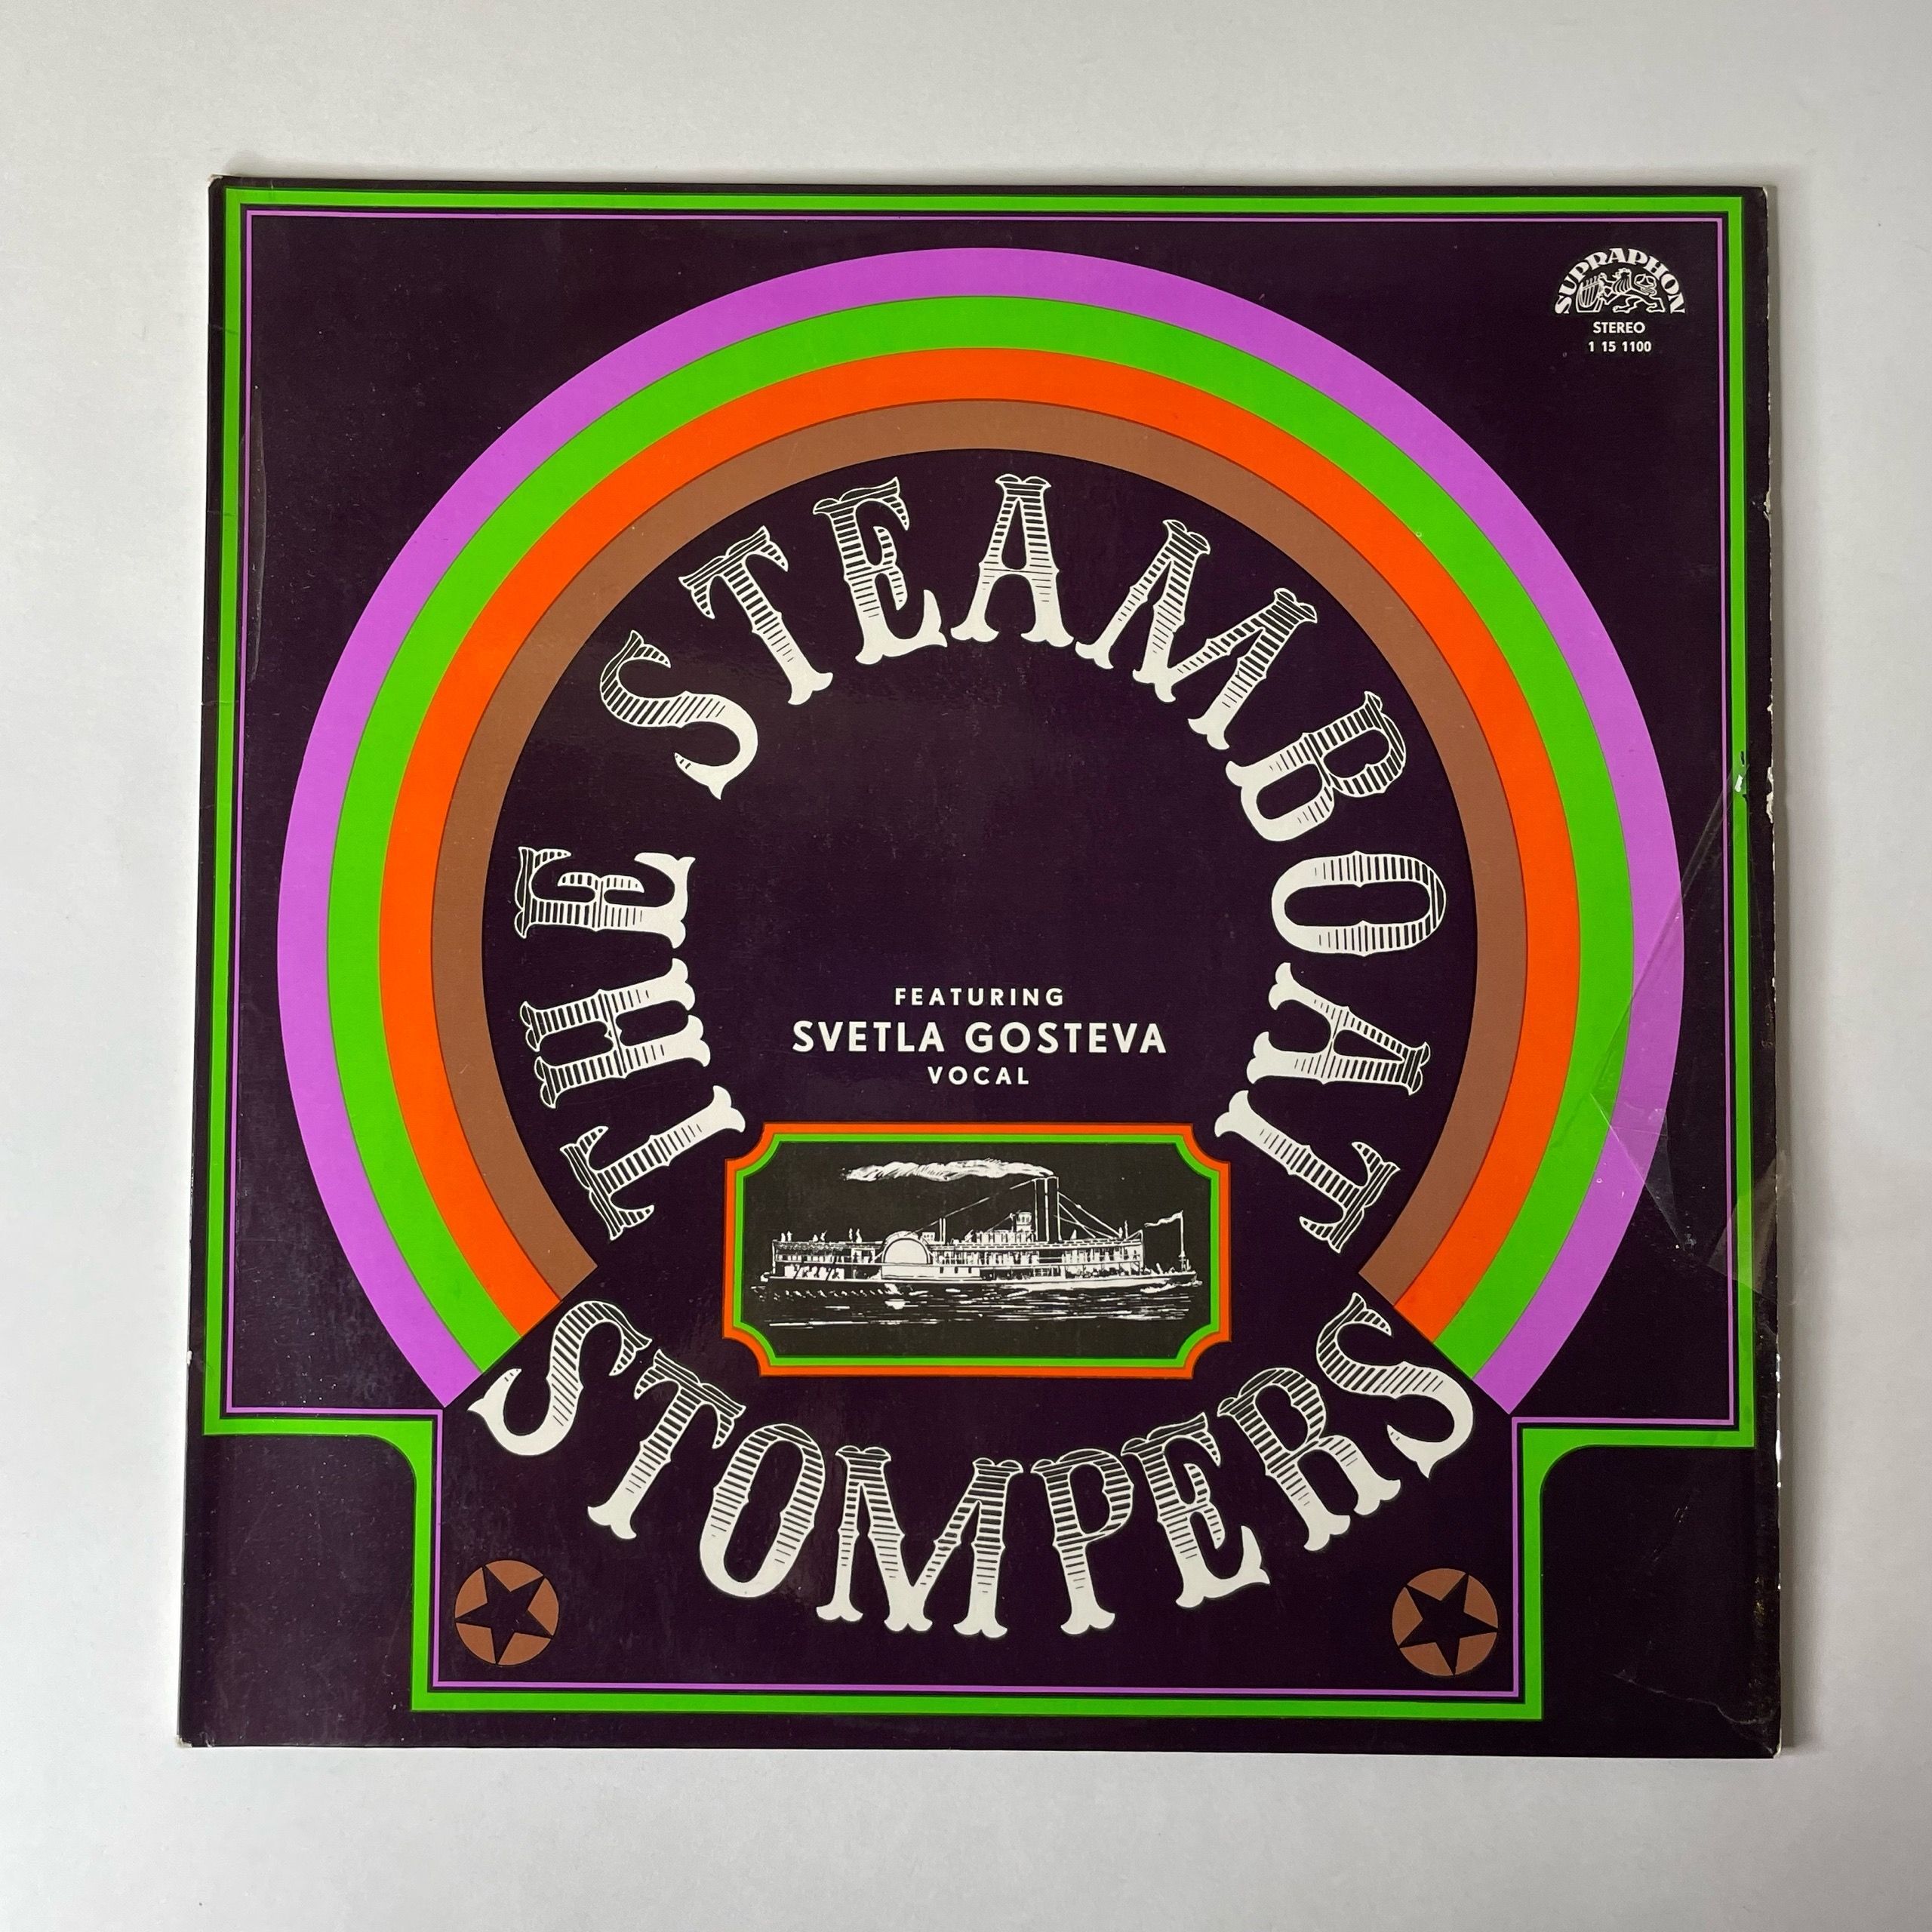 SUPRAPHON
STEREO
1 15 1100
THE STEAMBOAT
FEATURING
SVETLA GOSTEVA
VOCAL
STOMPERS